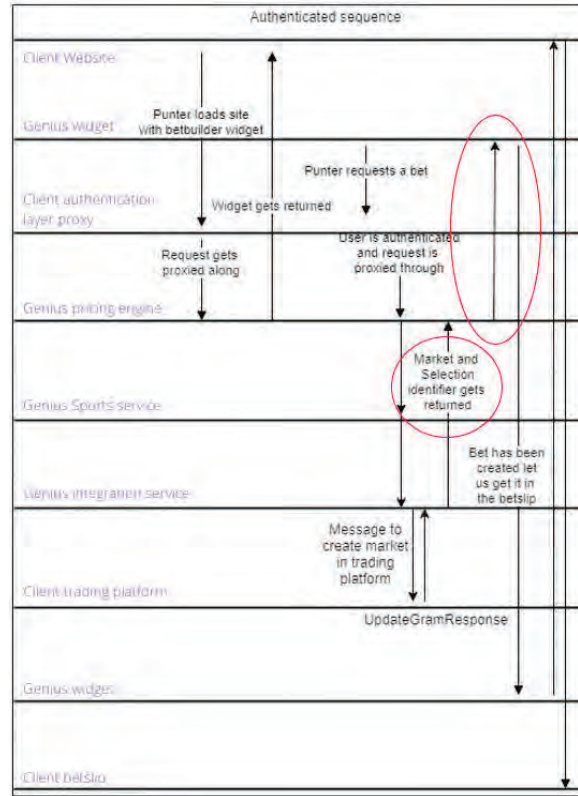 Authenticated sequence
Client Website
Punter loads site
with betbuilder widget
Genius widget
Punter requests a bet
Client authentication
layer proxy
Widget gets returned
User is authenticated
and request is
proxied through
Request gets
proxied along
Genius pricing engine
Market and
Selection
identifier gets
returned
Genius Sports service
Bet has been
created let
us get it in
the betslip
Genius integration service
Message to
create market
in trading
platform
Client trading platform
UpdateGramResponse
Genius widget
Client betslip